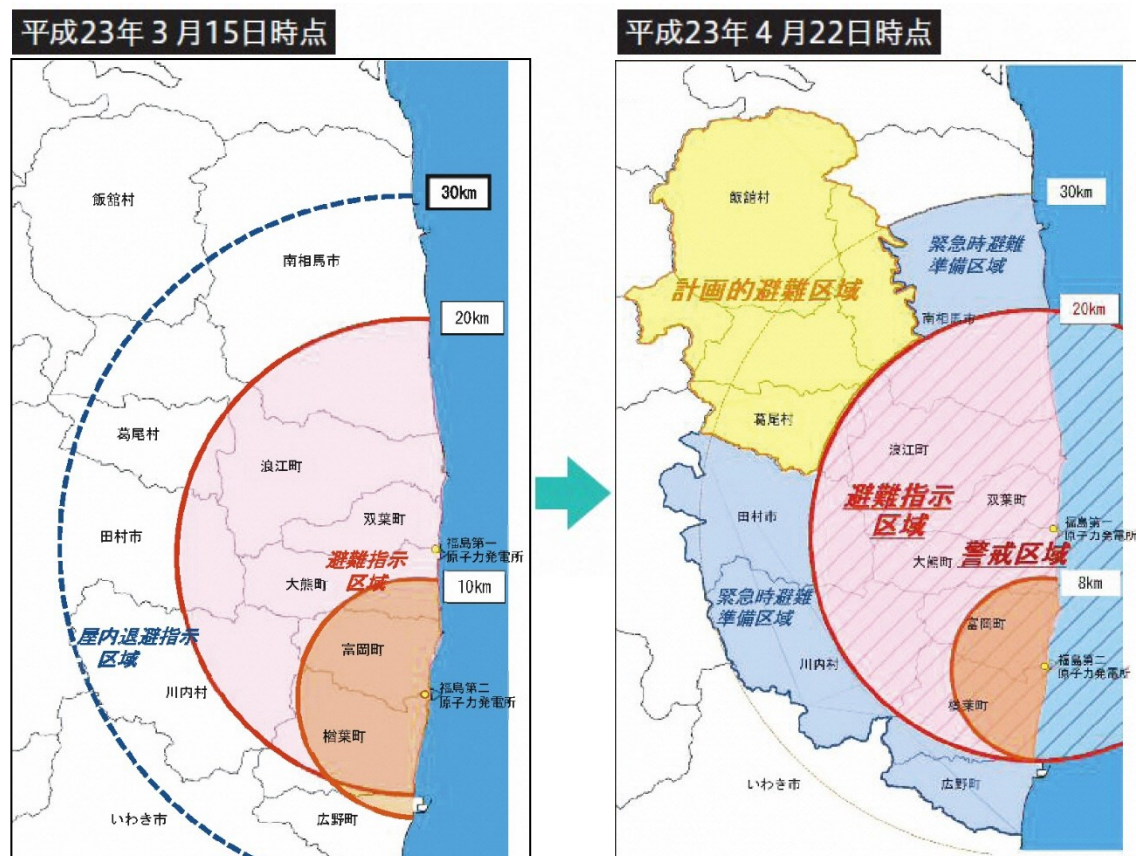 平成23年3月15日時点
飯舘村
30km
南相馬市
20km
葛尾村
浪江町
双葉町
田村市
福島第一
原子力発電所
避難指示
区域
大熊町
10km
屋内退避指示
区域
富岡町
川内村
福島第二
原子力発電所
楢葉町
いわき市
広野町
平成23年4月22日時点
飯舘村
30km
緊急時避難
準備区域
計画的避難区域
南相馬市
20km
葛尾村
浪江町
避難指示
区域
双葉町
田村市
福島第一
原子力発電所
警戒区域
大熊町
8km
緊急時避難
準備区域
富岡町
川内村
福島第二
原子力発電所
楢葉町
いわき市
広野町